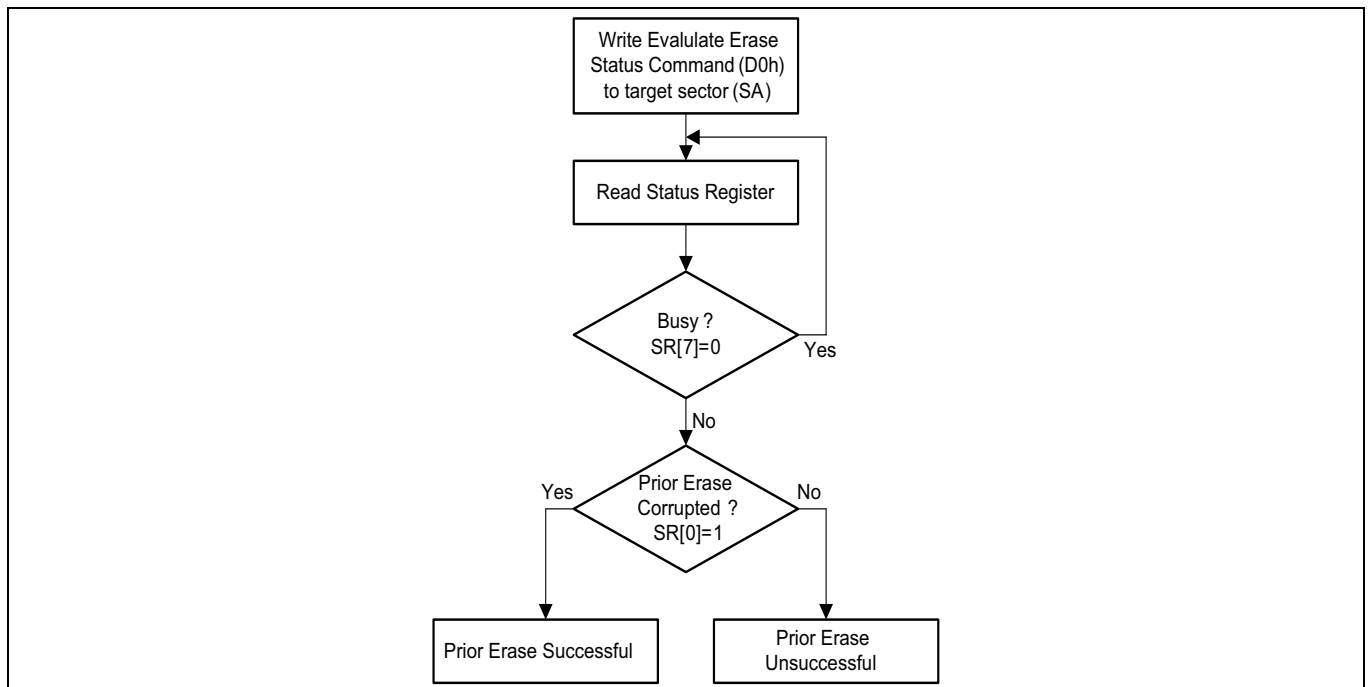 Write Evalulate Erase
Status Command (D0h)
to target sector (SA)
Read Status Register
Busy ?
SR[7]=0
Yes
No
Prior Erase
Corrupted ?
SR[0]=1
Yes
No
Prior Erase Successful
Prior Erase
Unsuccessful